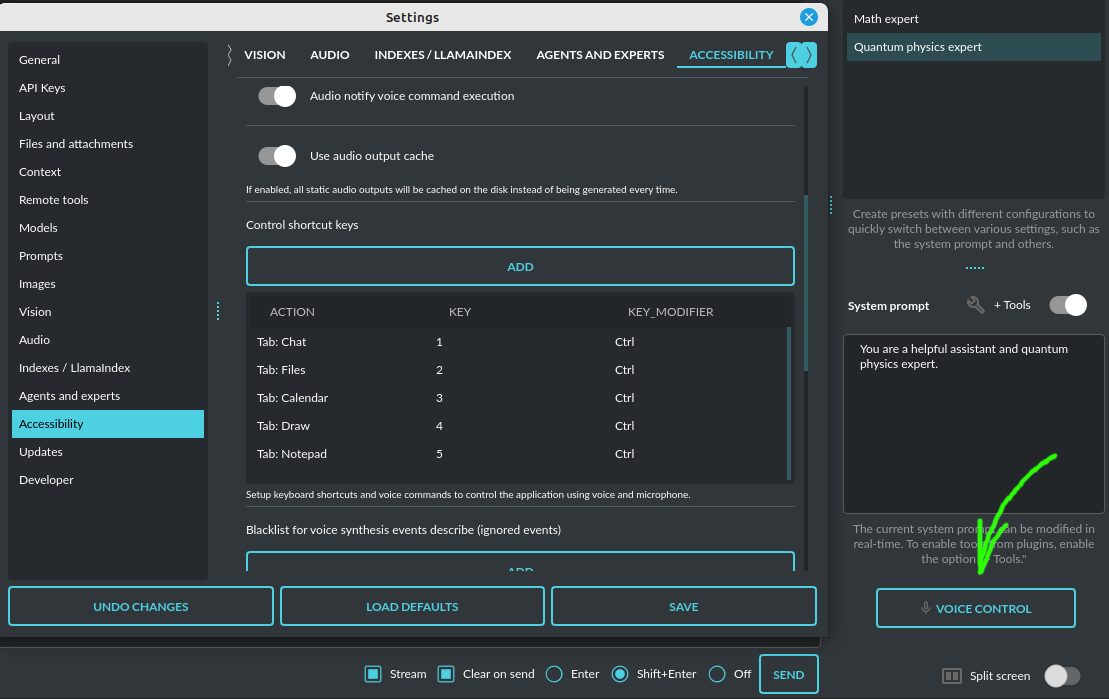 Settings
General
API Keys
Layout
Files and attachments
Context
Remote tools
Models
Prompts
Images
Vision
Audio
Indexes / LlamaIndex
Agents and experts
Accessibility
Updates
Developer
VISION
AUDIO
INDEXES / LLAMAINDEX
AGENTS AND EXPERTS
ACCESSIBILITY
Audio notify voice command execution
Use audio output cache
If enabled, all static audio outputs will be cached on the disk instead of being generated every time.
Control shortcut keys
ADD
ACTION KEY KEY_MODIFIER
Tab: Chat 1 Ctrl
Tab: Files 2 Ctrl
Tab: Calendar 3 Ctrl
Tab: Draw 4 Ctrl
Tab: Notepad 5 Ctrl
Setup keyboard shortcuts and voice commands to control the application using voice and microphone.
Blacklist for voice synthesis events describe (ignored events)
ADD
UNDO CHANGES
LOAD DEFAULTS
SAVE
Stream
Clear on send
Enter
Shift+Enter
Off
SEND
Math expert
Quantum physics expert
Create presets with different configurations to
quickly switch between various settings, such as
the system prompt and others.
System prompt
+ Tools
You are a helpful assistant and quantum
physics expert.
The current system prompt can be modified in
real-time. To enable tools from plugins, enable
the option "+ Tools."
VOICE CONTROL
Split screen